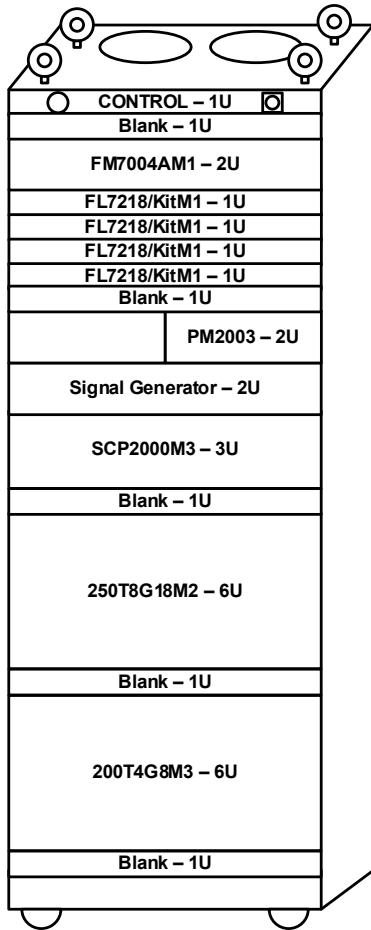 CONTROL – 1U
Blank – 1U
FM7004AM1 – 2U
FL7218/KitM1 – 1U
FL7218/KitM1 – 1U
FL7218/KitM1 – 1U
FL7218/KitM1 – 1U
Blank – 1U
PM2003 – 2U
Signal Generator – 2U
SCP2000M3 – 3U
Blank – 1U
250T8G18M2 – 6U
Blank – 1U
200T4G8M3 – 6U
Blank – 1U